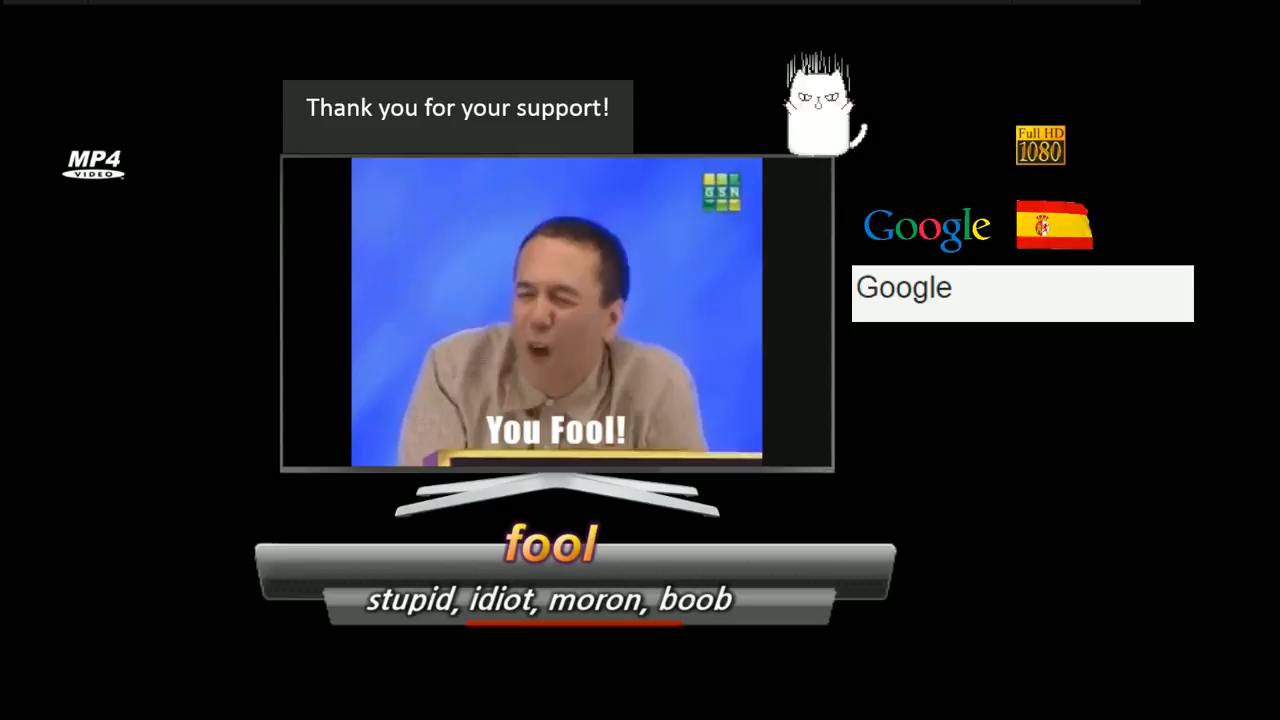 Thank you for your support!
MP4
VIDEO
Full HD
1080
GSN
Google
Google
You Fool!
fool
stupid, idiot, moron, boob